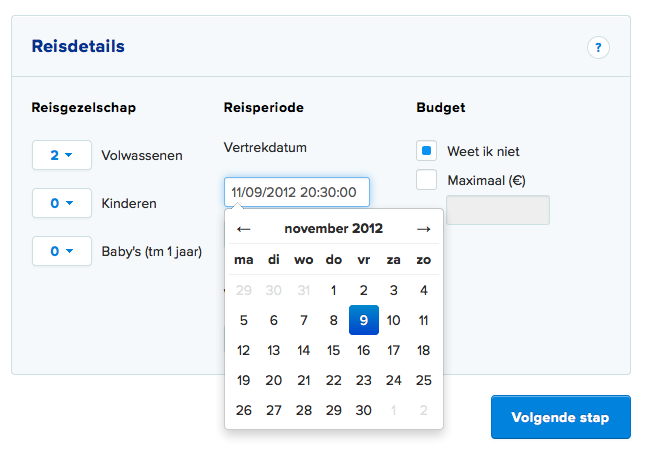 Reisdetails
?
Reisgezelschap
Reisperiode
Budget
2
Volwassenen
0
Kinderen
0
Baby's (tm 1 jaar)
Vertrekdatum
11/09/2012 20:30:00
← november 2012 →
ma di wo do vr za zo
29 30 31 1 2 3 4
5 6 7 8 9 10 11
12 13 14 15 16 17 18
19 20 21 22 23 24 25
26 27 28 29 30 1 2
Weet ik niet
Maximaal (€)
Volgende stap